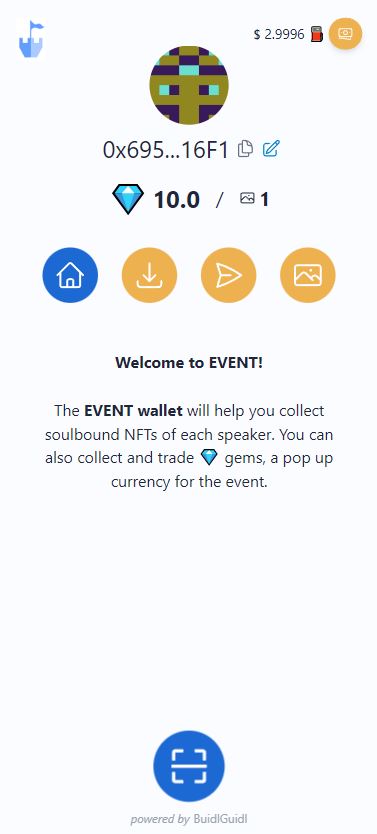 $ 2.9996
0x695...16F1
10.0 / 1
Welcome to EVENT!
The EVENT wallet will help you collect
soulbound NFTs of each speaker. You can
also collect and trade 💎 gems, a pop up
currency for the event.
powered by BuidlGuidl